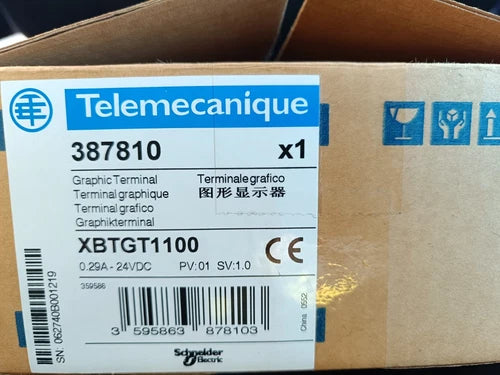 Telemecanique
387810 x1
Graphic Terminal Terminale grafico
Terminal graphique 图形显示器
Terminal grafico
Graphikterminal
XBTGT1100 CE
0.29A - 24VDC PV:01 SV:1.0
359586
3 595863 878103
Schneider
Electric
SN: 062740B001219
China 0552